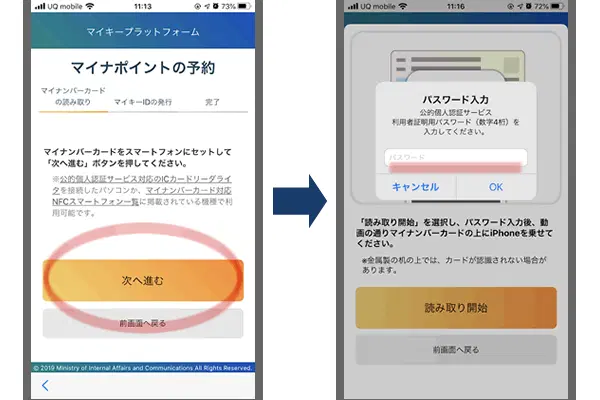 UQ mobile 11:13 73%
マイキープラットフォーム
マイナポイントの予約
マイナンバーカード
の読み取り
マイキーIDの発行
完了
マイナンバーカードをスマートフォンにセットして
「次へ進む」ボタンを押してください。
※公的個人認証サービス対応のICカードリーダライ
タを接続したパソコンか、マイナンバーカード対応
NFCスマートフォン一覧に掲載されている機種で利
用可能です。
次へ進む
前画面へ戻る
© 2019 Ministry of Internal Affairs and Communications All Rights Reserved.
UQ mobile 11:16 72%
パスワード入力
公的個人認証サービス
利用者証明用パスワード（数字4桁）を
入力してください。
パスワード
キャンセル
OK
「読み取り開始」を選択し、パスワード入力後、動
画の通りマイナンバーカードの上にiPhoneを乗せて
ください。
※金属製の机の上では、カードが認識されない場合が
あります。
読み取り開始
前画面へ戻る